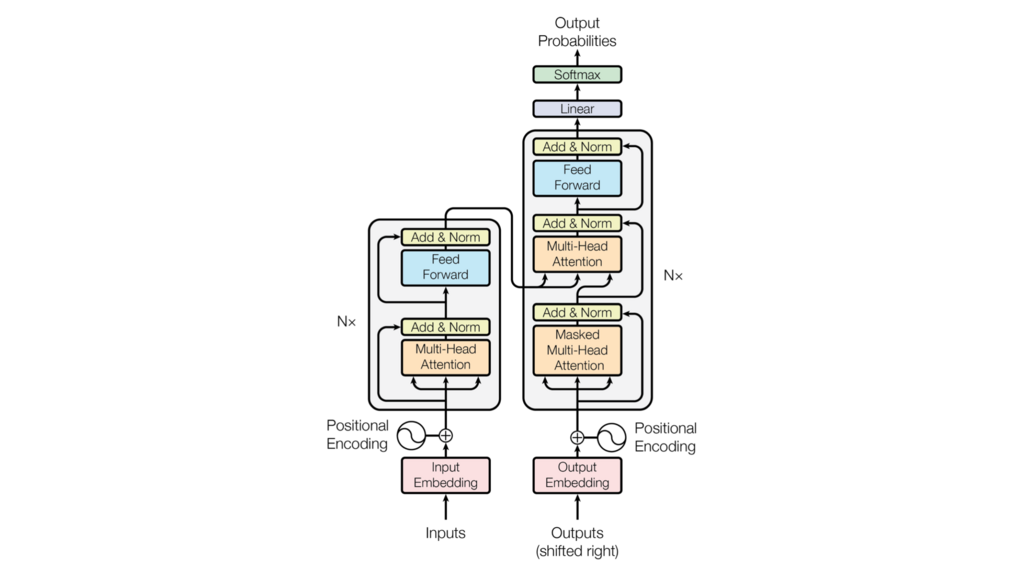 Output
Probabilities
Softmax
Linear
Add & Norm
Feed
Forward
Add & Norm
Multi-Head
Attention
Add & Norm
Masked
Multi-Head
Attention
N×
Add & Norm
Feed
Forward
Add & Norm
Multi-Head
Attention
N×
Positional
Encoding
Positional
Encoding
Input
Embedding
Output
Embedding
Inputs
Outputs
(shifted right)